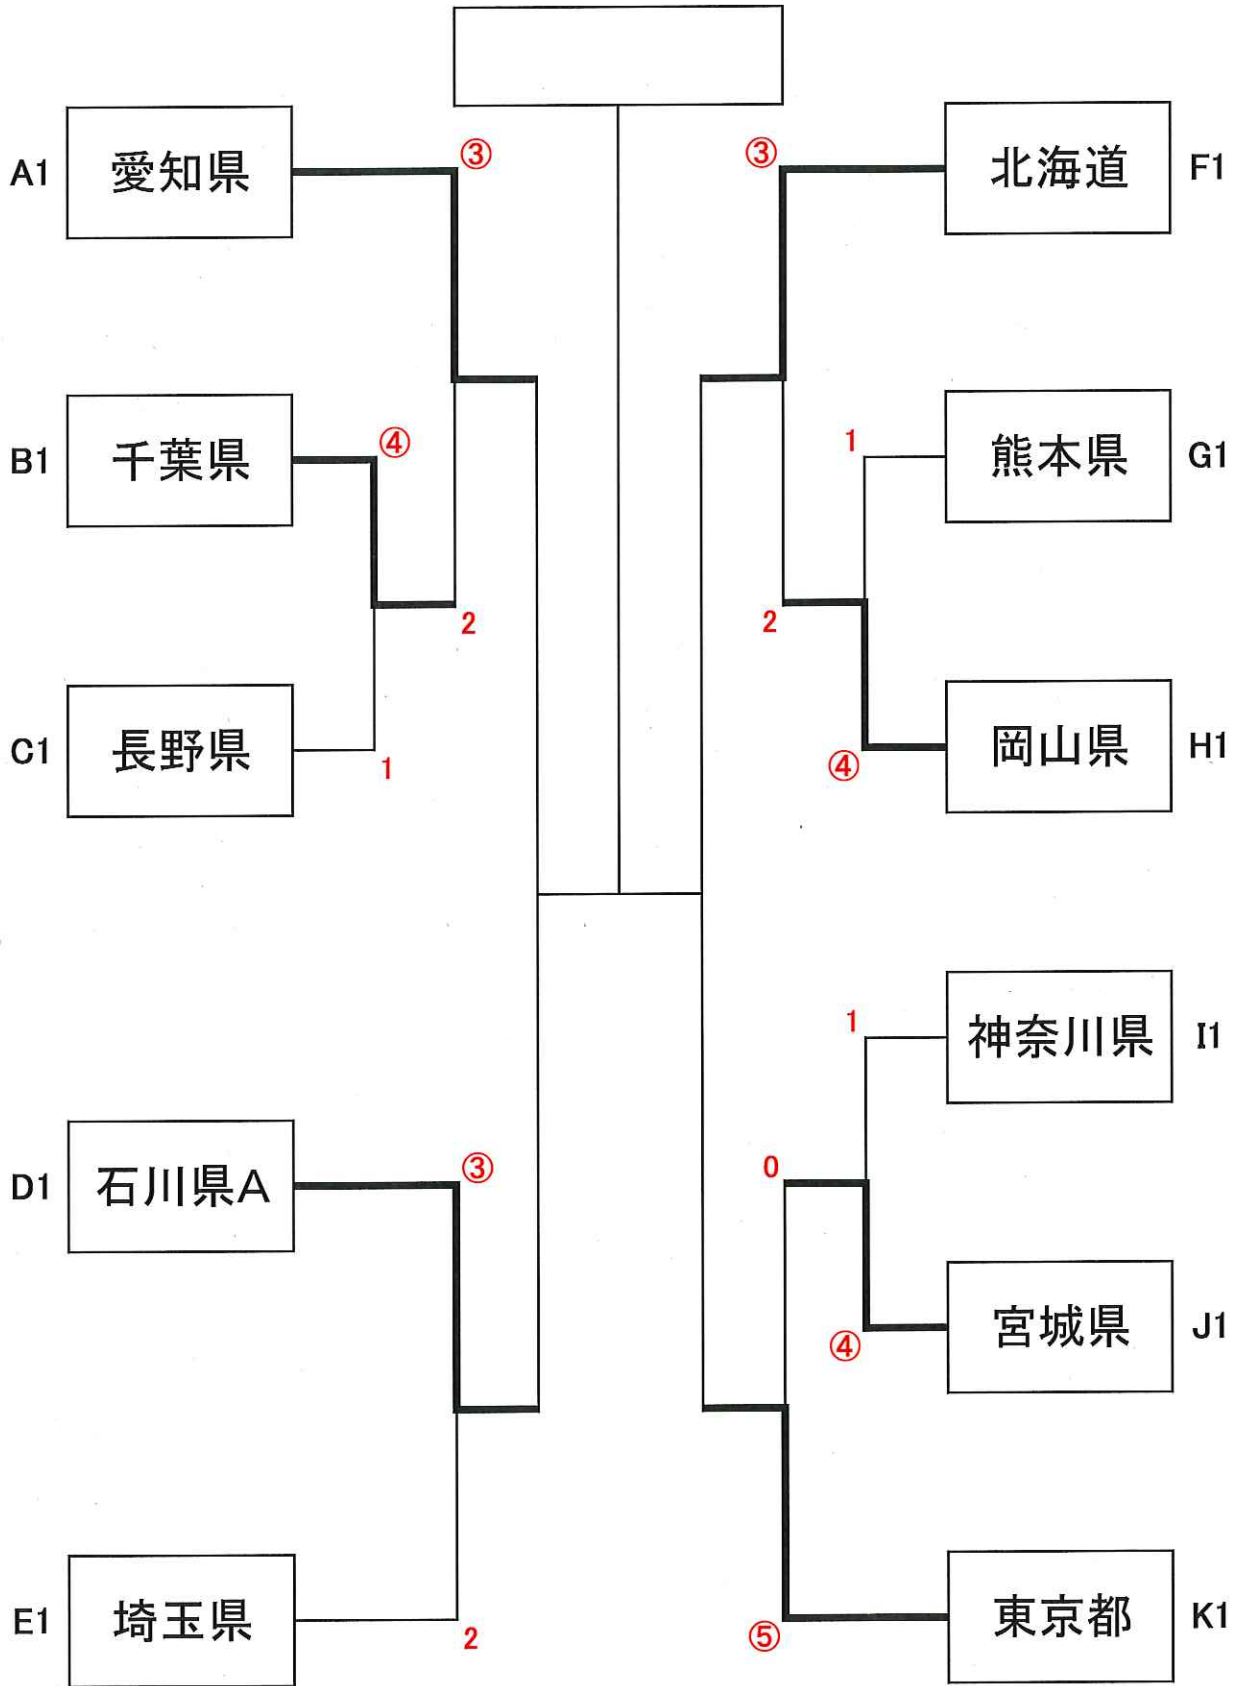 A1 愛知県 ③
B1 千葉県 ④
2
C1 長野県 1
D1 石川県A ③
E1 埼玉県 2
③ 北海道 F1
1 熊本県 G1
2
④ 岡山県 H1
1 神奈川県 I1
0
④ 宮城県 J1
⑤ 東京都 K1